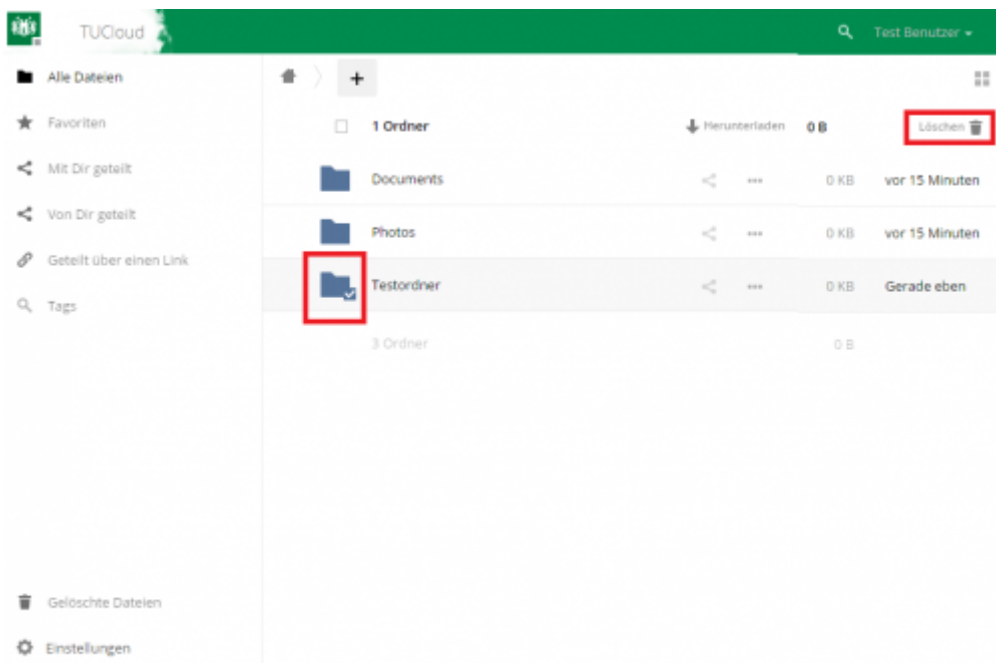 TUCloud
Test Benutzer
Alle Dateien
Favoriten
Mit Dir geteilt
Von Dir geteilt
Geteilt über einen Link
Tags
+
1 Ordner Herunterladen 0 B Löschen
Documents ... 0 KB vor 15 Minuten
Photos ... 0 KB vor 15 Minuten
Testordner ... 0 KB Gerade eben
3 Ordner 0 B
Gelöschte Dateien
Einstellungen